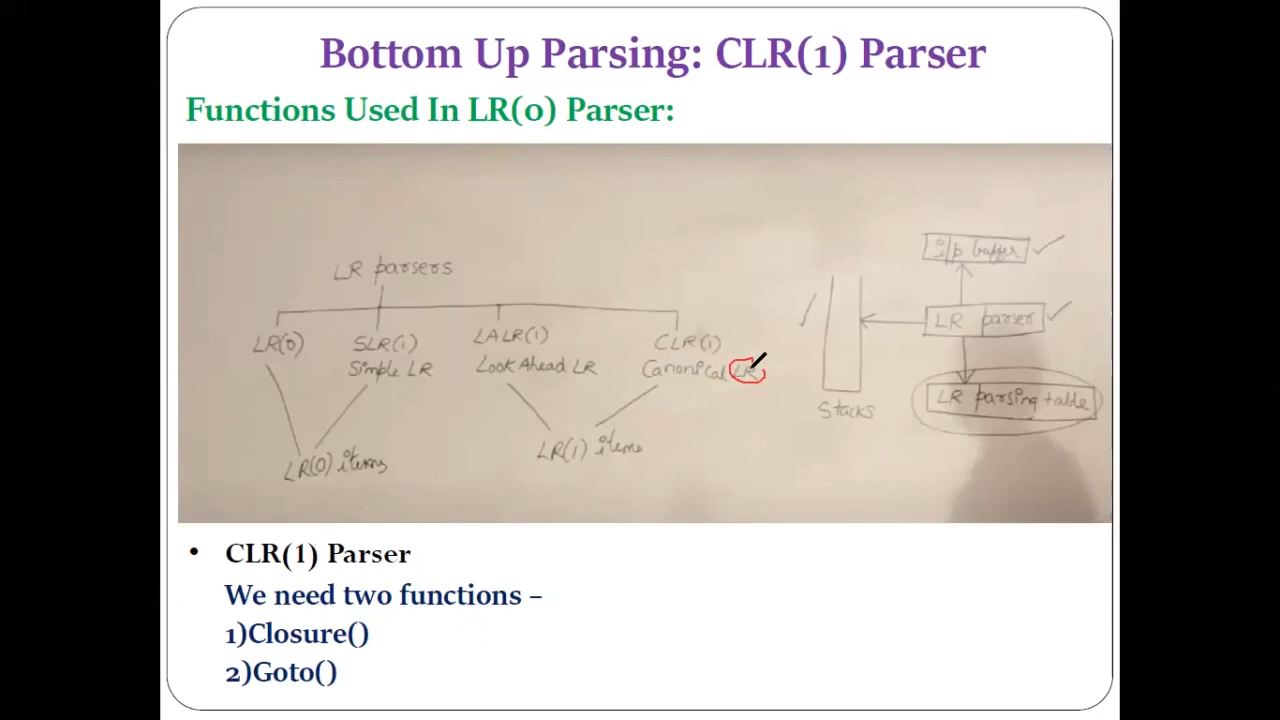 Bottom Up Parsing: CLR(1) Parser
Functions Used In LR(0) Parser:
LR parsers
LR(0) SLR(1) LALR(1) CLR(1)
Simple LR Look Ahead LR Canonical LR
LR(0) items LR(1) items
i/p buffer
LR parser
LR parsing table
Stacks
• CLR(1) Parser
We need two functions –
1)Closure()
2)Goto()